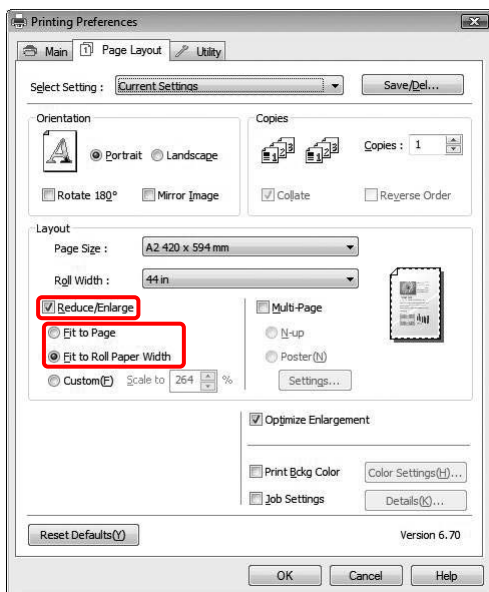 Printing Preferences
Main
Page Layout
Utility
Select Setting :
Current Settings
Save/Del...
Orientation
Portrait
Landscape
Rotate 180°
Mirror Image
Copies
Copies :
1
Collate
Reverse Order
Layout
Page Size :
A2 420 x 594 mm
Roll Width :
44 in
Reduce/Enlarge
Fit to Page
Fit to Roll Paper Width
Custom(F)
Scale to
264
%
Multi-Page
N-up
Poster(N)
Settings...
Optimize Enlargement
Print Bckg Color
Color Settings(H)...
Job Settings
Details(K)...
Reset Defaults(Y)
Version 6.70
OK
Cancel
Help